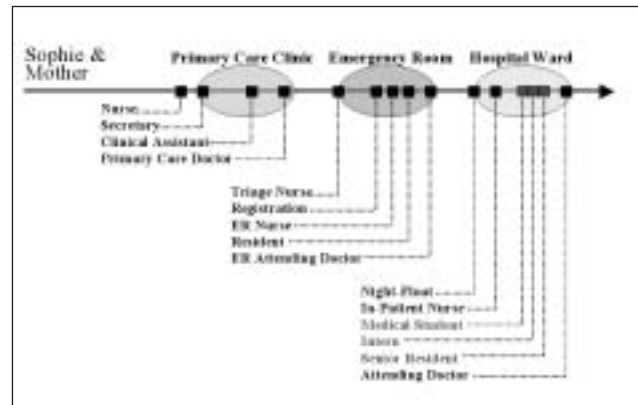 Sophie &
Mother
Primary Care Clinic
Emergency Room
Hospital Ward
Nurse
Secretary
Clinical Assistant
Primary Care Doctor
Triage Nurse
Registration
ER Nurse
Resident
ER Attending Doctor
Night-Float
In-Patient Nurse
Medical Student
Intern
Senior Resident
Attending Doctor